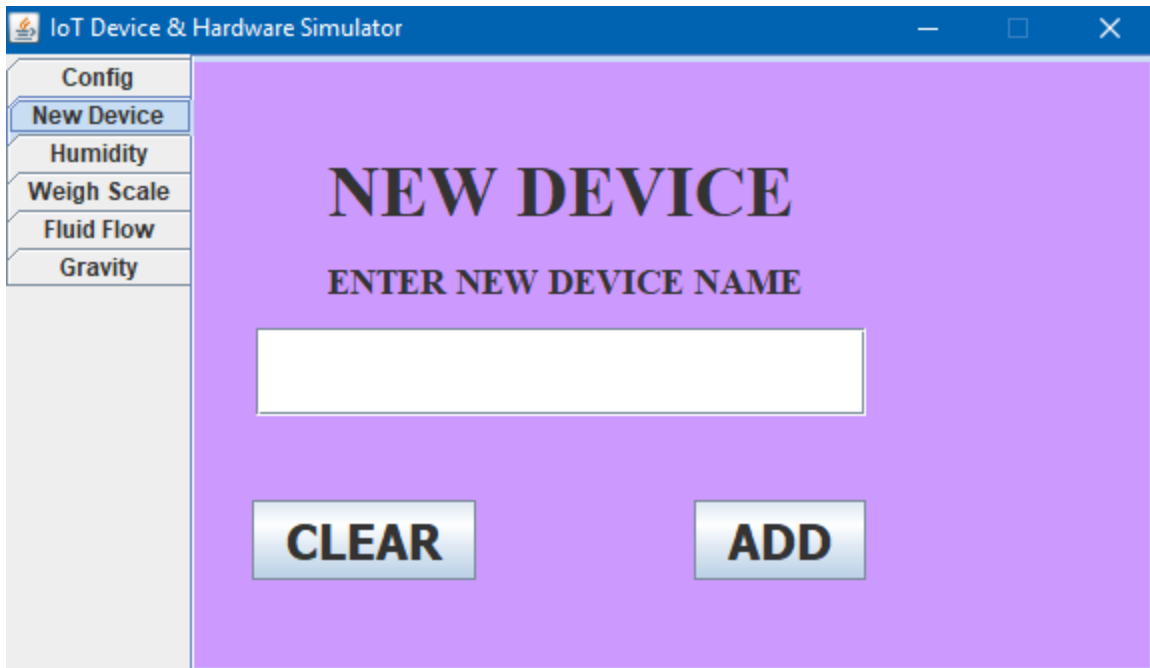 IoT Device & Hardware Simulator
Config
New Device
Humidity
Weigh Scale
Fluid Flow
Gravity
NEW DEVICE
ENTER NEW DEVICE NAME
CLEAR
ADD